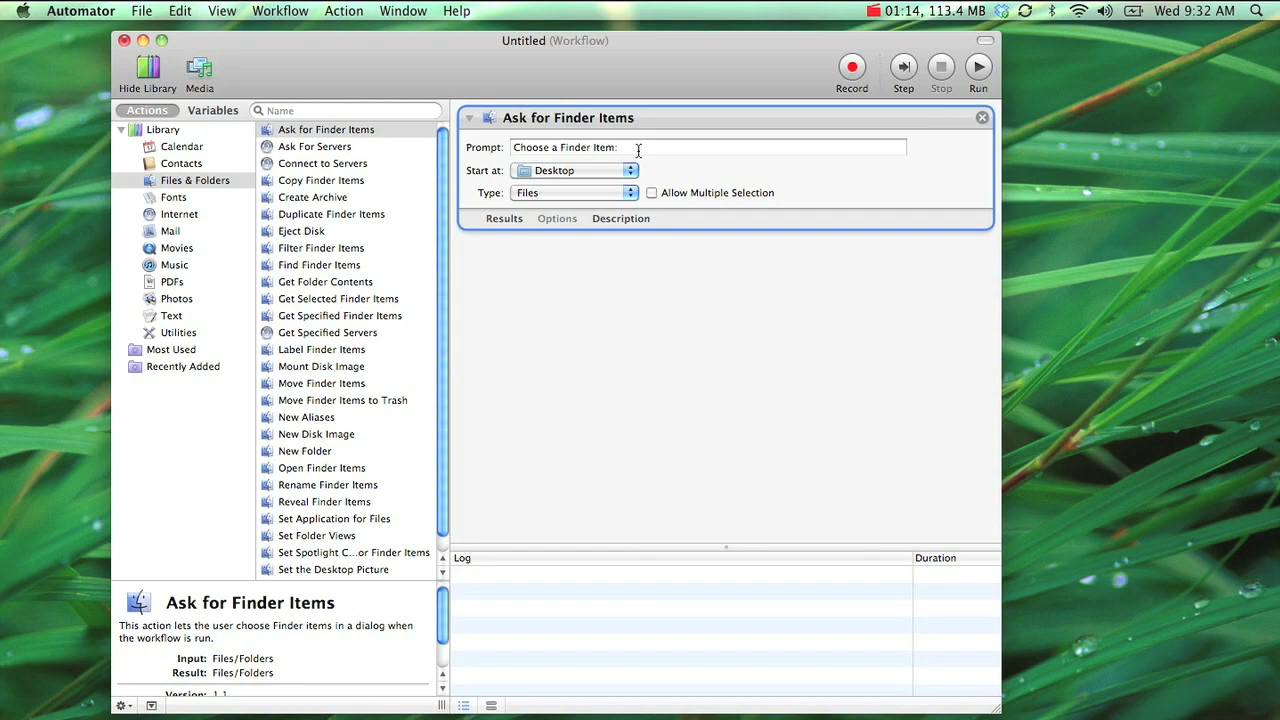 Automator File Edit View Workflow Action Window Help 01:14, 113.4 MB Wed 9:32 AM
Untitled (Workflow)
Hide Library Media Record Step Stop Run
Actions Variables Name
Library
Calendar
Contacts
Files & Folders
Fonts
Internet
Mail
Movies
Music
PDFs
Photos
Text
Utilities
Most Used
Recently Added
Ask for Finder Items
Ask For Servers
Connect to Servers
Copy Finder Items
Create Archive
Duplicate Finder Items
Eject Disk
Filter Finder Items
Find Finder Items
Get Folder Contents
Get Selected Finder Items
Get Specified Finder Items
Get Specified Servers
Label Finder Items
Mount Disk Image
Move Finder Items
Move Finder Items to Trash
New Aliases
New Disk Image
New Folder
Open Finder Items
Rename Finder Items
Reveal Finder Items
Set Application for Files
Set Folder Views
Set Spotlight C...or Finder Items
Set the Desktop Picture
Ask for Finder Items
Prompt: Choose a Finder Item:
Start at: Desktop
Type: Files Allow Multiple Selection
Results Options Description
Log Duration
Ask for Finder Items
This action lets the user choose Finder items in a dialog when
the workflow is run.
Input: Files/Folders
Result: Files/Folders
Version: 1.1